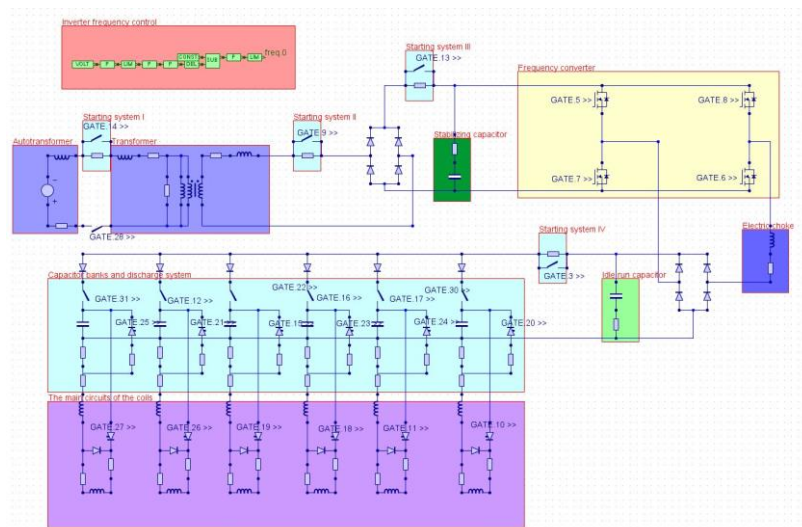 Inverter frequency control
VOLT P LIM P P CONST DEL SUB P LIM freq.0
Starting system III
GATE.13 >>
Frequency converter
GATE.5 >> GATE.8 >>
Starting system I
GATE.14 >>
Starting system II
GATE.9 >>
Autotransformer Transformer
Stabilizing capacitor
GATE.7 >> GATE.6 >>
GATE.28 >>
Starting system IV
GATE.3 >>
Electric choke
Idle run capacitor
Capacitor banks and discharge system
GATE.31 >> GATE.12 >> GATE.22 >> GATE.16 >> GATE.17 >> GATE.30 >>
GATE.25 >> GATE.21 >> GATE.15 >> GATE.23 >> GATE.24 >> GATE.20 >>
The main circuits of the coils
GATE.27 >> GATE.26 >> GATE.19 >> GATE.18 >> GATE.11 >> GATE.10 >>